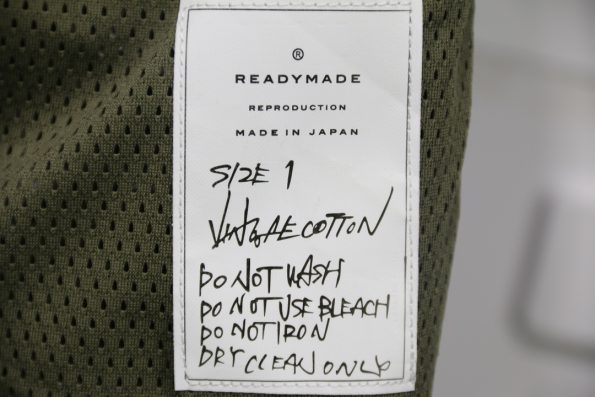 ®
READYMADE
REPRODUCTION
MADE IN JAPAN
SIZE 1
VINTAGE COTTON
DO NOT WASH
DO NOT USE BLEACH
DO NOT IRON
DRY CLEAN ONLY